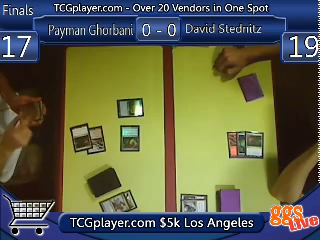 Finals
TCGplayer.com - Over 20 Vendors in One Spot
17
Payman Ghorbani
0 - 0
David Stednitz
19
TCGplayer.com $5k Los Angeles
ggs
live